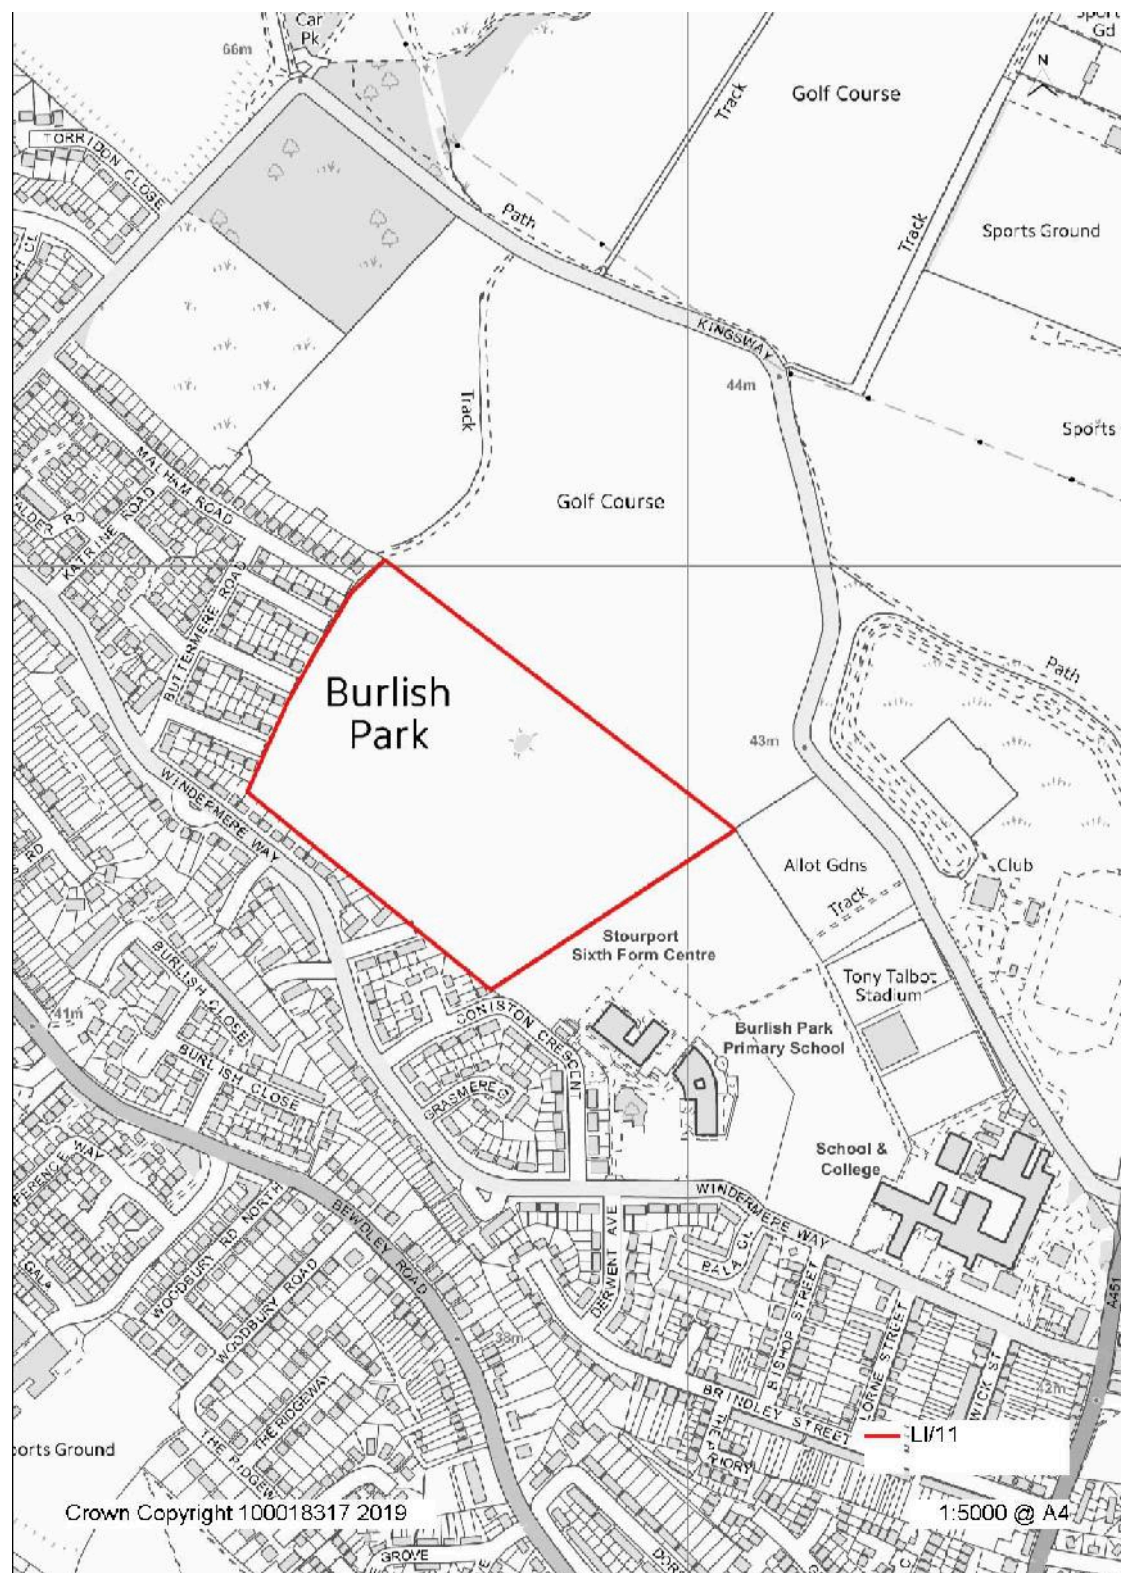 Car
Pk
66m
Golf Course
Track
N
Gd
TORRIDON CLOSE
Path
Track
Sports Ground
KINGSWAY
44m
Track
Sports
MALHAM ROAD
KATRINE ROAD
Golf Course
BUTTERMERE ROAD
Burlish
Park
Path
43m
WINDERMERE WAY
Allot Gdns
Club
Track
Stourport
Sixth Form Centre
BURLISH CLOSE
Tony Talbot
Stadium
41m
CONISTON CRESCENT
Burlish Park
Primary School
BURLISH CLOSE
GRASMERE
School &
College
WINDERMERE WAY
WOODBURY RD NORTH
BEWDLEY ROAD
DERWENT AVE
BALA CL
BISHOP STREET
WOODBURY ROAD
A451
38m
LORNE STREET
WICK ST
42m
THE RIDGEWAY
BRINDLEY STREET
THE PRIORY
LI/11
ports Ground
Crown Copyright 100018317 2019
1:5000 @ A4
GROVE